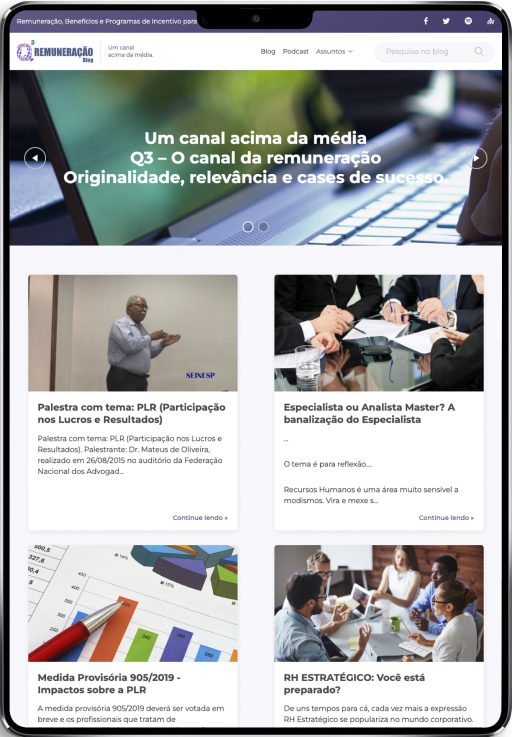 Remuneração, Benefícios e Programas de Incentivo para
Q3 REMUNERAÇÃO
Blog
Um canal
acima da média.
Blog Podcast Assuntos
Pesquise no blog
Um canal acima da média
Q3 – O canal da remuneração
Originalidade, relevância e cases de sucesso.
SEINESP
Palestra com tema: PLR (Participação
nos Lucros e Resultados)
Palestra com tema: PLR (Participação nos Lucros e
Resultados). Palestrante: Dr. Mateus de Oliveira,
realizado em 26/08/2015 no auditório da Federação
Nacional dos Advogad...
Continue lendo »
Especialista ou Analista Master? A
banalização do Especialista
...
O tema é para reflexão....
Recursos Humanos é uma área muito sensível a
modismos. Vira e mexe s...
Continue lendo »
Medida Provisória 905/2019 -
Impactos sobre a PLR
A medida provisória 905/2019 deverá ser votada em
breve e os profissionais que tratam de
RH ESTRATÉGICO: Você está
preparado?
De uns tempos para cá, cada vez mais a expressão
RH Estratégico se populariza no mundo corporativo.